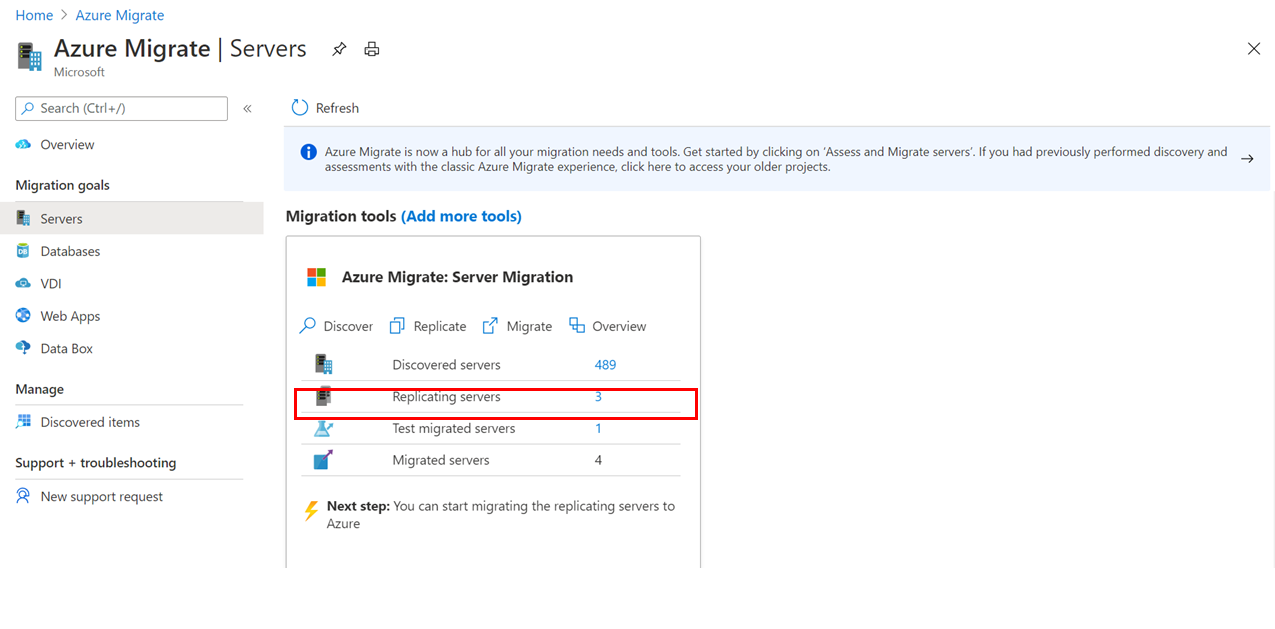 Home > Azure Migrate
Azure Migrate | Servers
Microsoft
Search (Ctrl+/)
«
Refresh
Overview
Migration goals
Servers
Databases
DB
VDI
Web Apps
Data Box
Manage
Discovered items
Support + troubleshooting
New support request
Azure Migrate is now a hub for all your migration needs and tools. Get started by clicking on ‘Assess and Migrate servers’. If you had previously performed discovery and
assessments with the classic Azure Migrate experience, click here to access your older projects.
Migration tools (Add more tools)
Azure Migrate: Server Migration
Discover Replicate Migrate Overview
Discovered servers 489
Replicating servers 3
Test migrated servers 1
Migrated servers 4
Next step: You can start migrating the replicating servers to
Azure